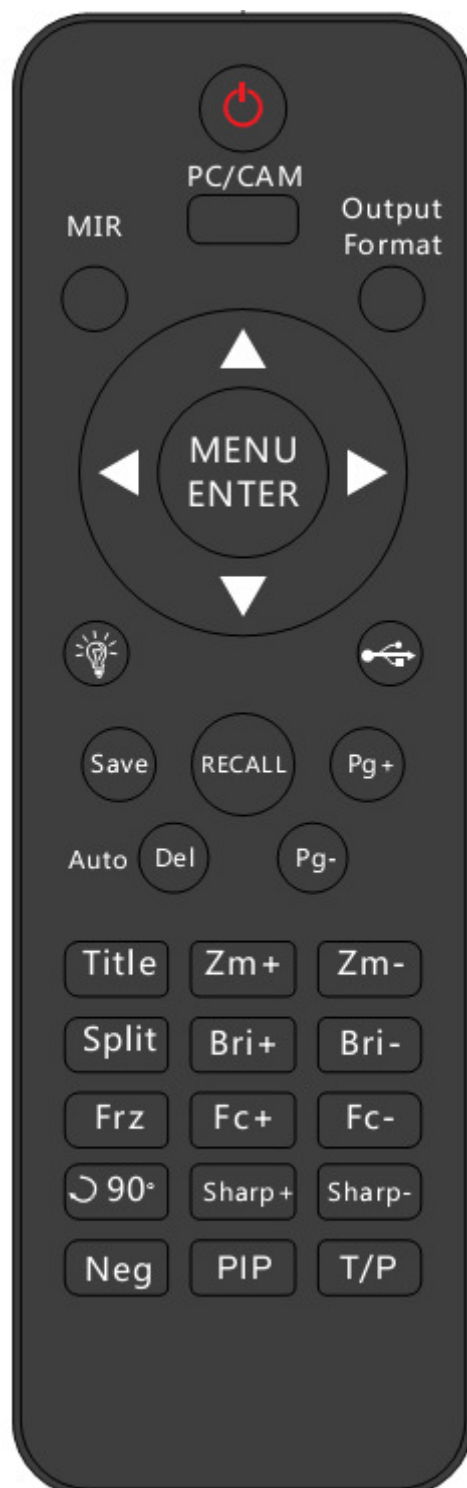 PC/CAM
MIR
Output
Format
MENU
ENTER
Save
RECALL
Pg+
Auto
Del
Pg-
Title
Zm+
Zm-
Split
Bri+
Bri-
Frz
Fc+
Fc-
90°
Sharp+
Sharp-
Neg
PIP
T/P